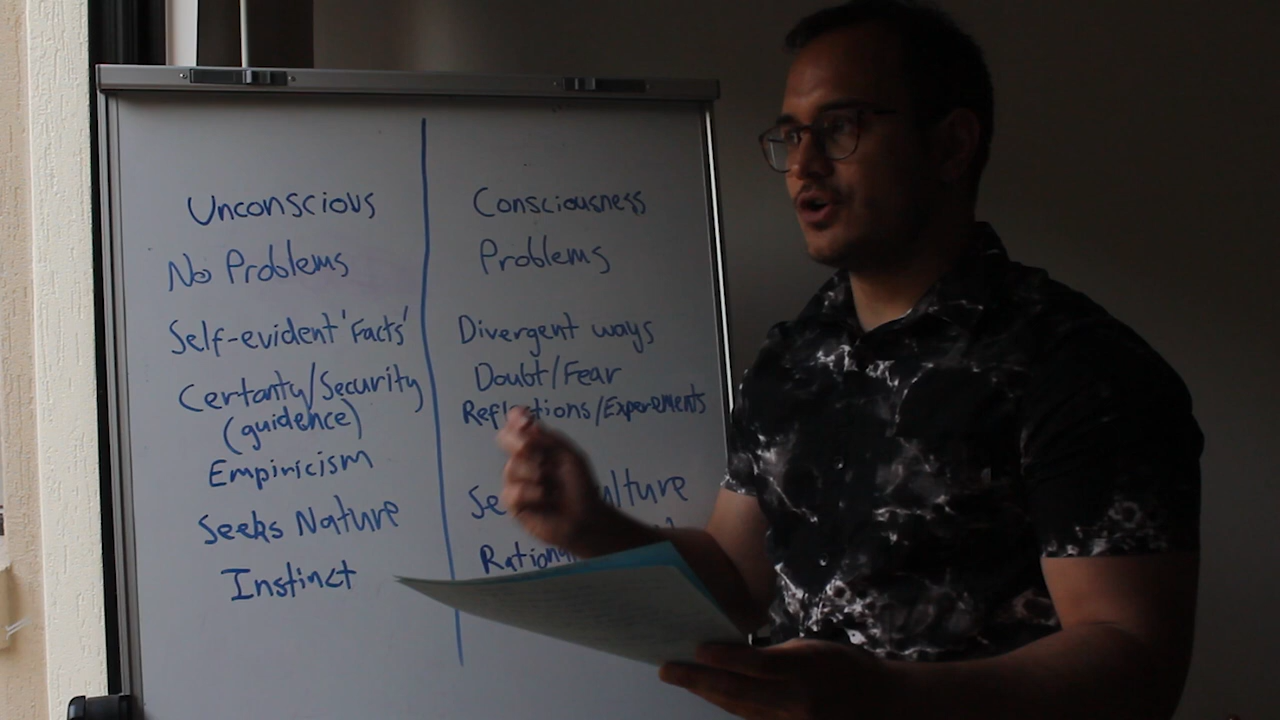 Unconscious
No Problems
Self-evident 'Facts'
Certanty/Security
(guidence)
Empiricism
Seeks Nature
Instinct
Consciousness
Problems
Divergent ways
Doubt/Fear
Reflections/Experements